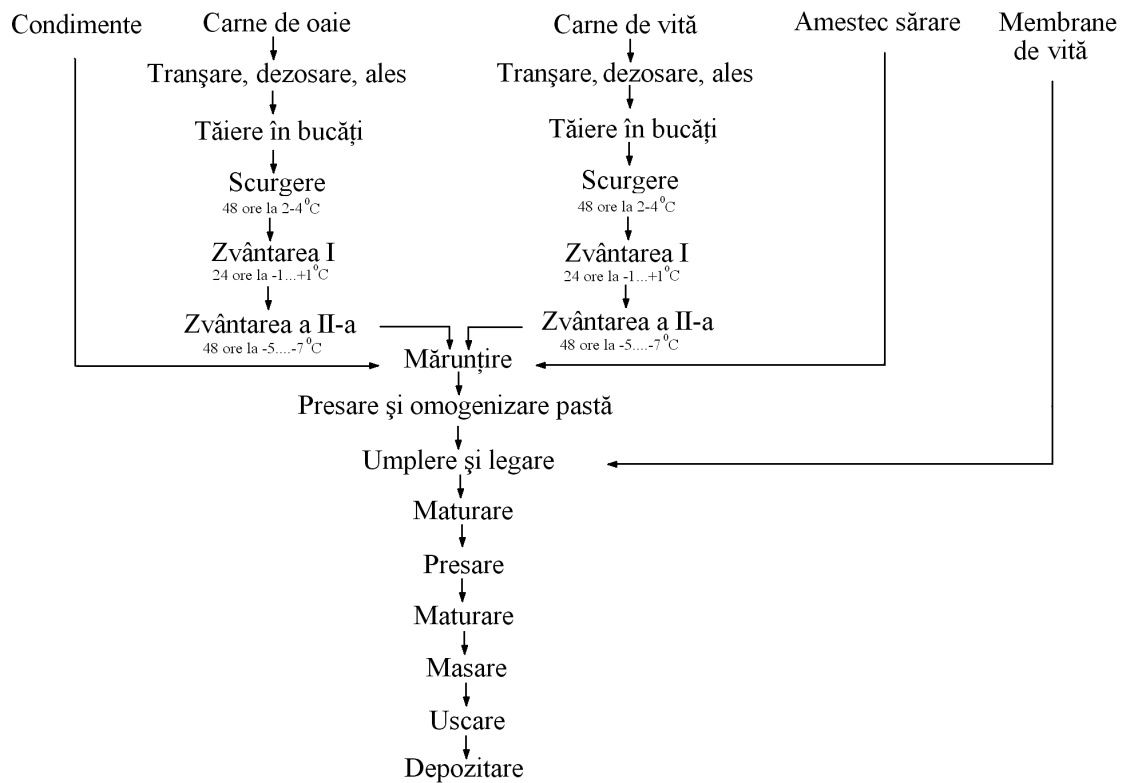 Condimente
Carne de oaie
Carne de vită
Amestec sărare
Membrane
de vită
Tranşare, dezosare, ales
Tranşare, dezosare, ales
Tăiere în bucăți
Tăiere în bucăți
Scurgere
48 ore la 2-4⁰C
Scurgere
48 ore la 2-4⁰C
Zvântarea I
24 ore la -1...+1⁰C
Zvântarea I
24 ore la -1...+1⁰C
Zvântarea a II-a
48 ore la -5....-7⁰C
Zvântarea a II-a
48 ore la -5....-7⁰C
Mărunțire
Presare şi omogenizare pastă
Umplere şi legare
Maturare
Presare
Maturare
Masare
Uscare
Depozitare